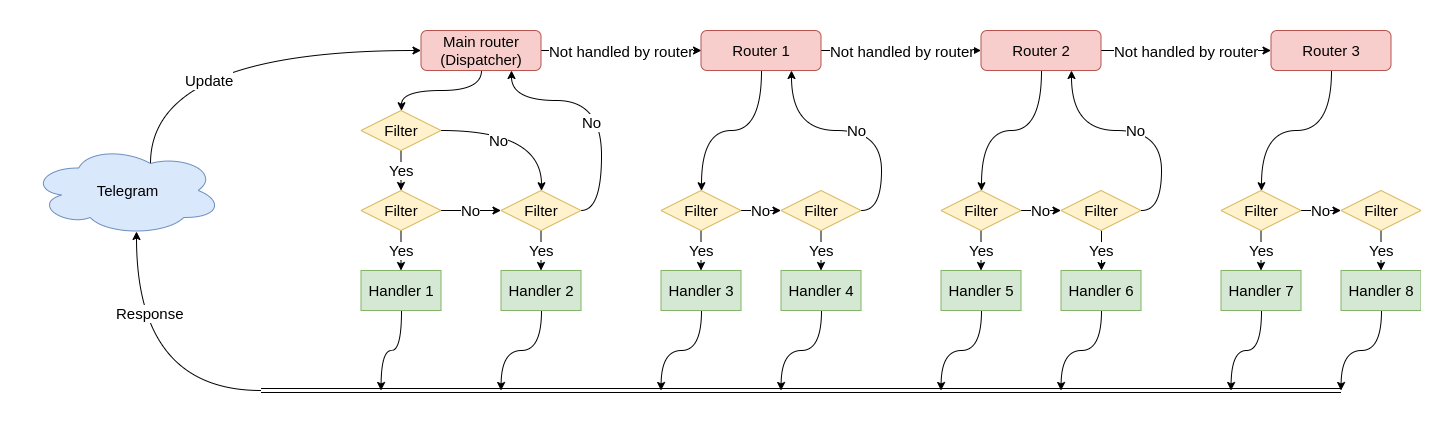 Main router
(Dispatcher)
Not handled by router
Router 1
Not handled by router
Router 2
Not handled by router
Router 3
Update
Filter
No
No
No
No
Yes
Telegram
Filter
No
Filter
Filter
No
Filter
Filter
No
Filter
Filter
No
Filter
Yes
Yes
Yes
Yes
Yes
Yes
Yes
Yes
Handler 1
Handler 2
Handler 3
Handler 4
Handler 5
Handler 6
Handler 7
Handler 8
Response